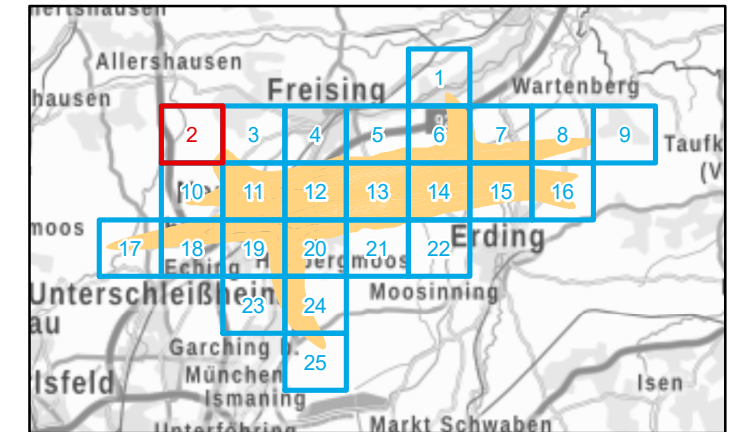 Allershausen
1
Freising
Wartenberg
hausen
2
3
4
5
6
7
8
9
Taufk
(V
10
11
12
13
14
15
16
moos
17
18
19
20
21
22
Erding
Eching
ergmoos
Unterschleißheim
23
24
Moosinning
au
Garching b.
25
München
lsfeld
Ismaning
Isen
Unterföhring
Markt Schwaben